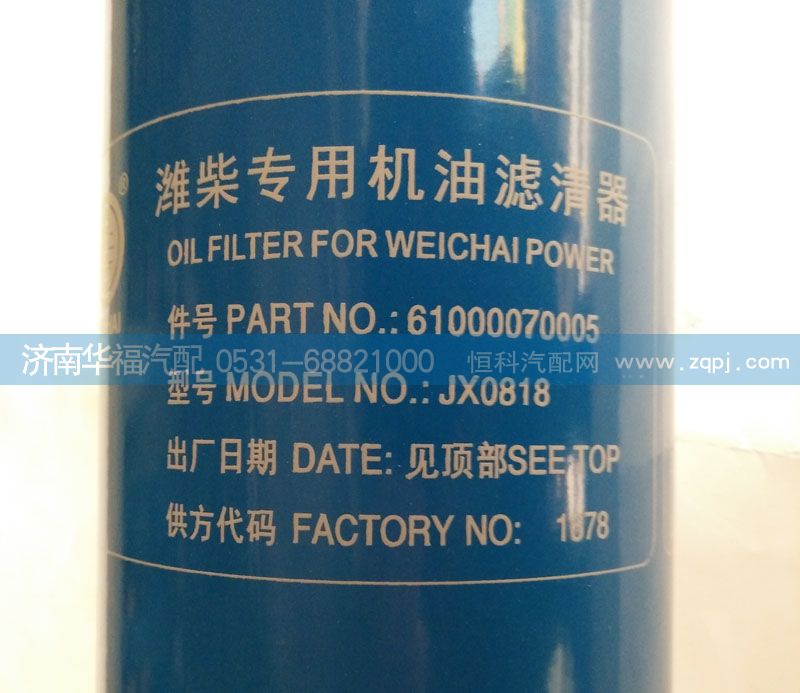 潍柴专用机油滤清器
®
OIL FILTER FOR WEICHAI POWER
件号 PART NO.: 61000070005
济南华福汽配 0531-68821000 恒科汽配网 www.zqpj.com
型号 MODEL NO.: JX0818
出厂日期 DATE: 见顶部SEE TOP
供方代码 FACTORY NO: 1678